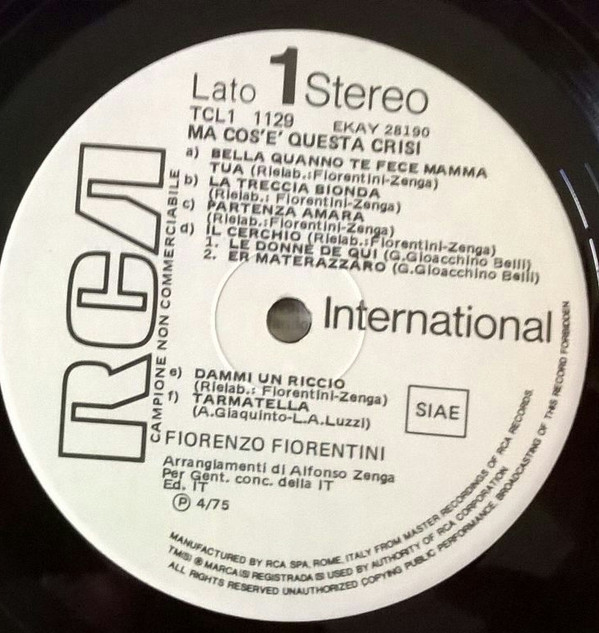 Lato 1 Stereo
TCL1 1129 EKAY 28190
MA COS'E' QUESTA CRISI
a) BELLA QUANNO TE FECE MAMMA
TUA (Rielab.: Fiorentini-Zenga)
b) LA TRECCIA BIONDA
(Rielab.: Fiorentini-Zenga)
c) PARTENZA AMARA
(Rielab.: Fiorentini-Zenga)
d) IL CERCHIO (Rielab.: Fiorentini-Zenga)
1. LE DONNE DE QUI (G.Gioacchino Belli)
2. ER MATERAZZARO (G.Gioacchino Belli)
RCA
CAMPIONE NON COMMERCIABILE
International
e) DAMMI UN RICCIO
(Rielab.: Fiorentini-Zenga)
f) TARMATELLA
(A.Giaquinto-L.A.Luzzi)
SIAE
FIORENZO FIORENTINI
Arrangiamenti di Alfonso Zenga
Per Gent. conc. della IT
Ed. IT
Ⓟ 4/75
MANUFACTURED BY RCA SPA, ROME, ITALY FROM MASTER RECORDINGS OF RCA RECORDS
TM(S) ® MARCA(S) REGISTRADA(S) USED BY AUTHORITY OF RCA CORPORATION
ALL RIGHTS RESERVED UNAUTHORIZED COPYING PUBLIC PERFORMANCE, BROADCASTING OF THIS RECORD FORBIDDEN